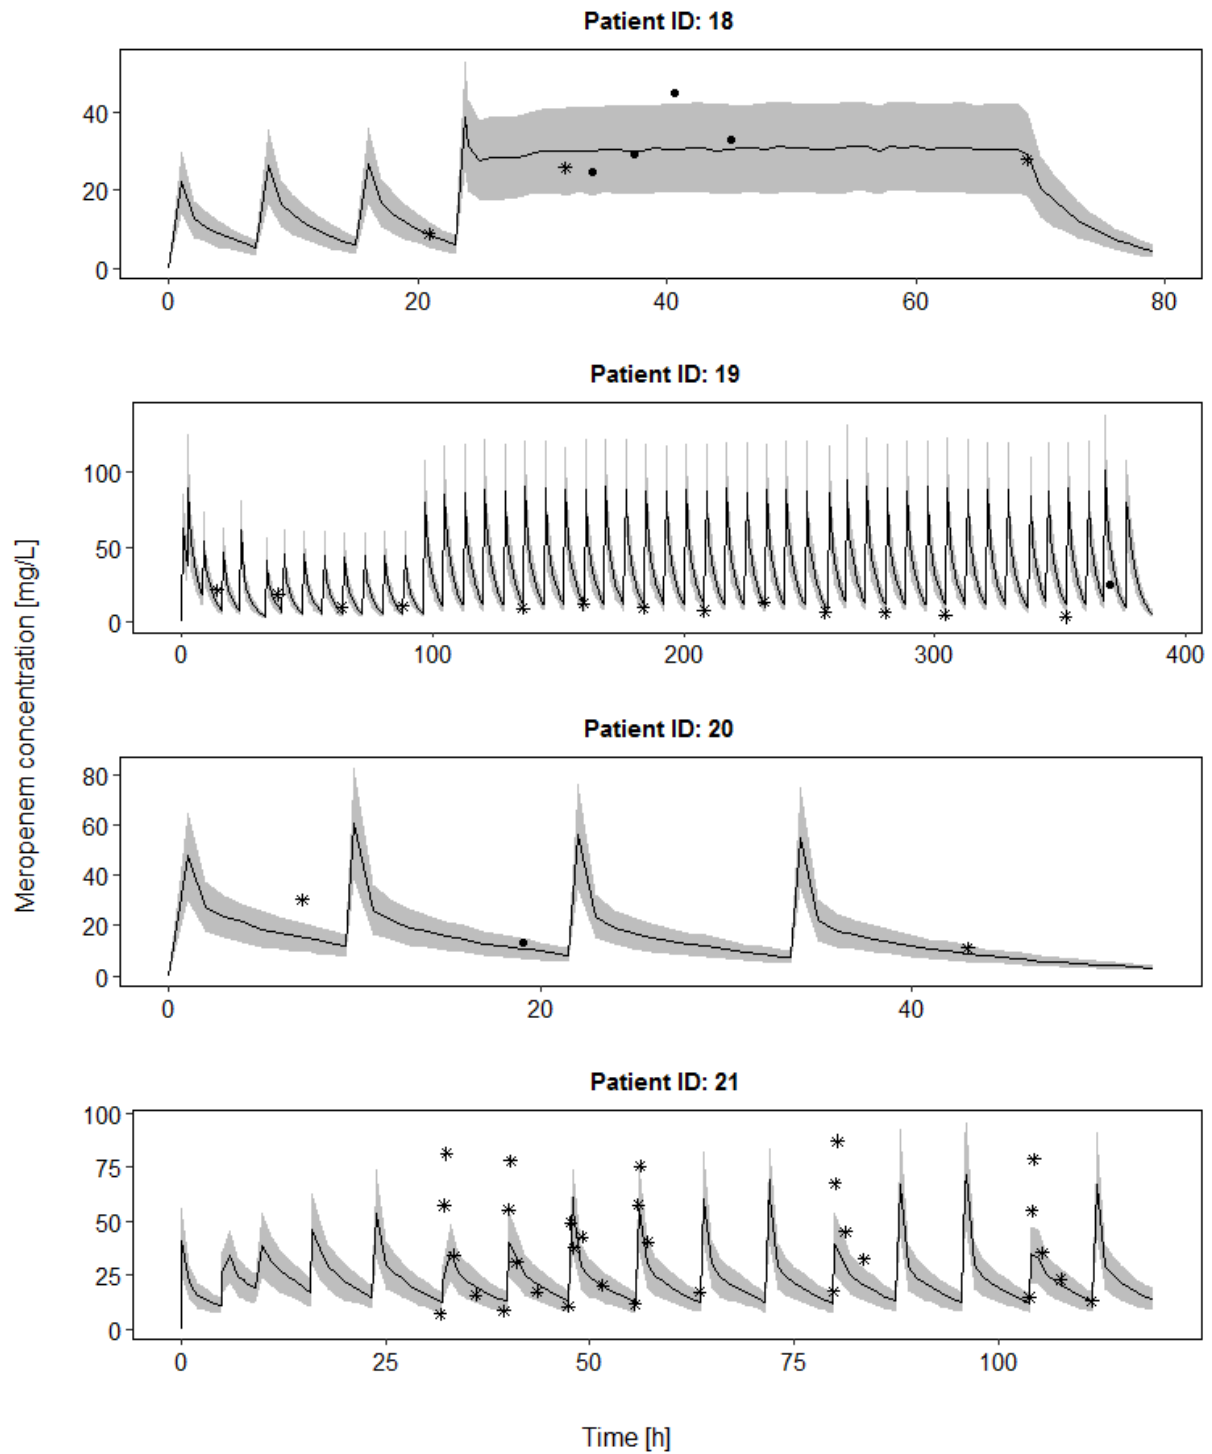 Patient ID: 18
40
20
0
0 20 40 60 80
Patient ID: 19
100
50
0
0 100 200 300 400
Patient ID: 20
80
60
40
20
0
0 20 40
Patient ID: 21
100
75
50
25
0
0 25 50 75 100
Meropenem concentration [mg/L]
Time [h]